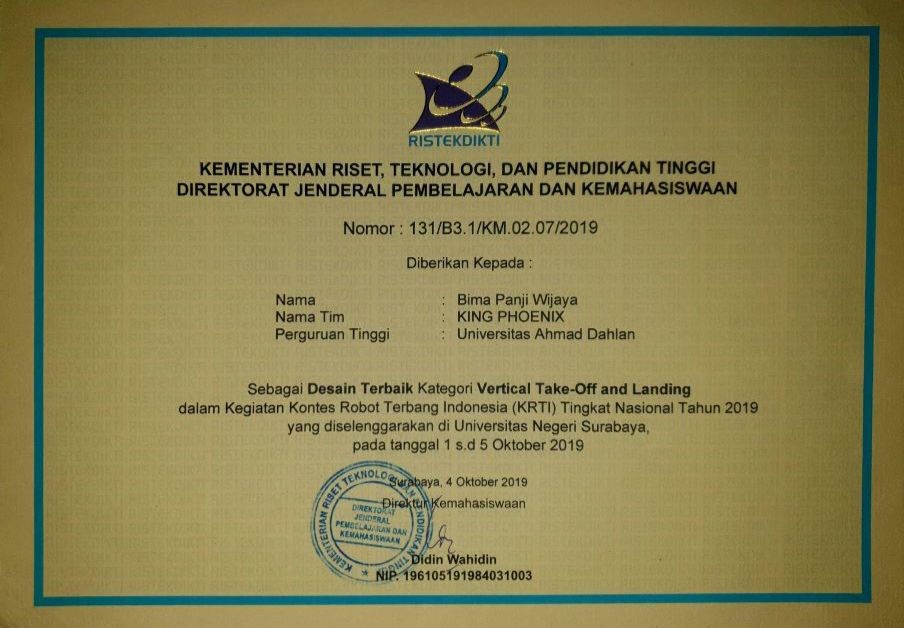 RISTEKDIKTI
KEMENTERIAN RISET, TEKNOLOGI, DAN PENDIDIKAN TINGGI
DIREKTORAT JENDERAL PEMBELAJARAN DAN KEMAHASISWAAN
Nomor : 131/B3.1/KM.02.07/2019
Diberikan Kepada :
Nama : Bima Panji Wijaya
Nama Tim : KING PHOENIX
Perguruan Tinggi : Universitas Ahmad Dahlan
Sebagai Desain Terbaik Kategori Vertical Take-Off and Landing
dalam Kegiatan Kontes Robot Terbang Indonesia (KRTI) Tingkat Nasional Tahun 2019
yang diselenggarakan di Universitas Negeri Surabaya,
pada tanggal 1 s.d 5 Oktober 2019
Surabaya, 4 Oktober 2019
Direktur Kemahasiswaan
KEMENTERIAN RISET TEKNOLOGI DAN PENDIDIKAN TINGGI
DIREKTORAT
JENDERAL
PEMBELAJARAN DAN
KEMAHASISWAAN
Didin Wahidin
NIP. 196105191984031003